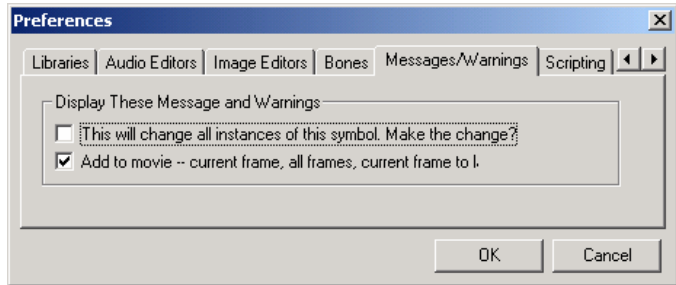 Preferences
Libraries Audio Editors Image Editors Bones Messages/Warnings Scripting
Display These Message and Warnings
This will change all instances of this symbol. Make the change?
Add to movie -- current frame, all frames, current frame to
OK Cancel